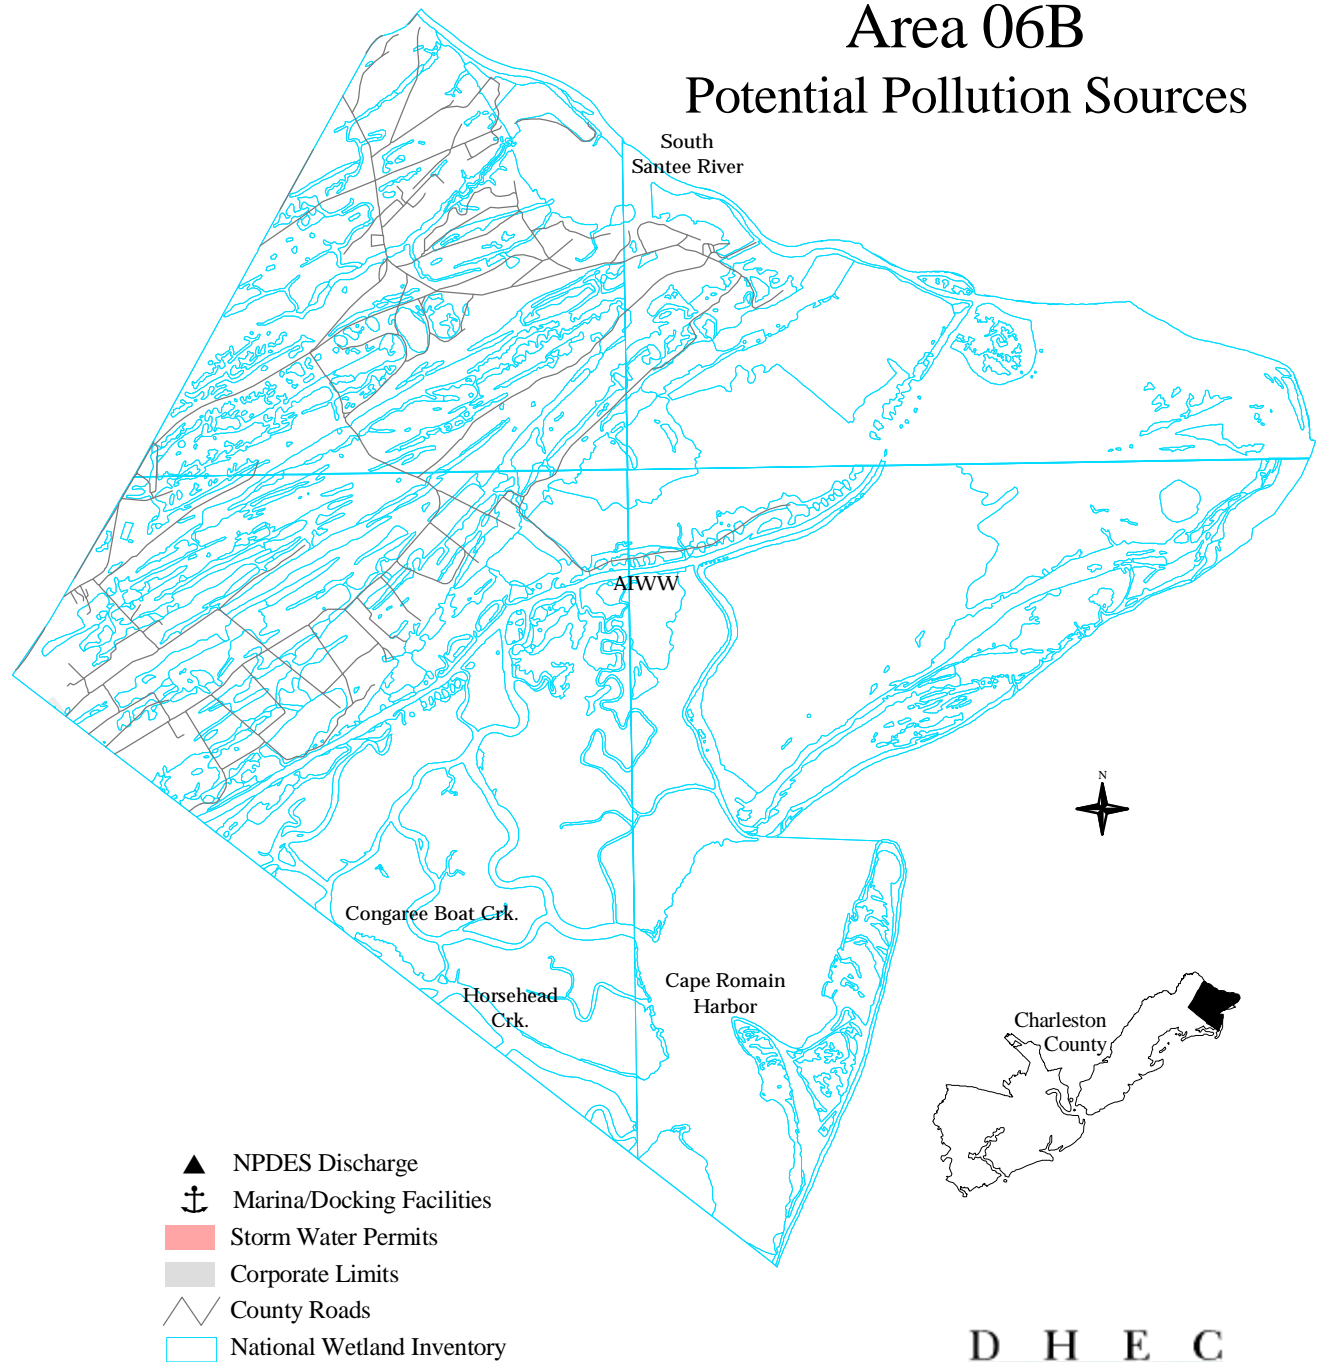 Area 06B
Potential Pollution Sources
South
Santee River
AIWW
N
Congaree Boat Crk.
Cape Romain
Harbor
Horsehead
Crk.
Charleston
County
NPDES Discharge
Marina/Docking Facilities
Storm Water Permits
Corporate Limits
County Roads
National Wetland Inventory
D H E C